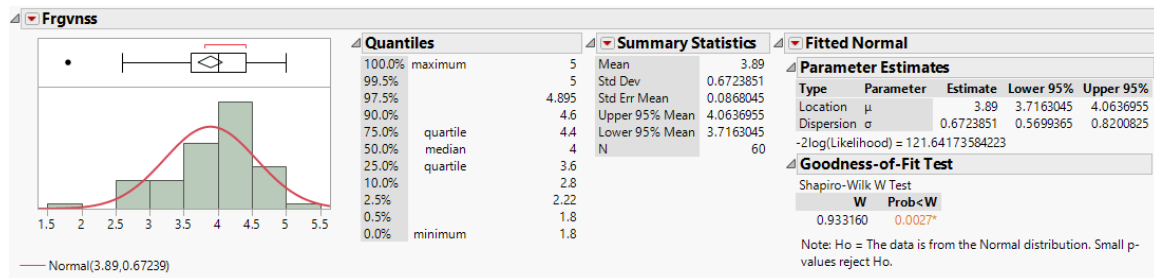 Frgvnss
1.5 2 2.5 3 3.5 4 4.5 5 5.5
Normal(3.89,0.67239)
Quantiles
100.0% maximum 5
99.5% 5
97.5% 4.895
90.0% 4.6
75.0% quartile 4.4
50.0% median 4
25.0% quartile 3.6
10.0% 2.8
2.5% 2.22
0.5% 1.8
0.0% minimum 1.8
Summary Statistics
Mean 3.89
Std Dev 0.6723851
Std Err Mean 0.0868045
Upper 95% Mean 4.0636955
Lower 95% Mean 3.7163045
N 60
Fitted Normal
Parameter Estimates
Type Parameter Estimate Lower 95% Upper 95%
Location μ 3.89 3.7163045 4.0636955
Dispersion σ 0.6723851 0.5699365 0.8200825
-2log(Likelihood) = 121.64173584223
Goodness-of-Fit Test
Shapiro-Wilk W Test
W Prob<W
0.933160 0.0027*
Note: Ho = The data is from the Normal distribution. Small p-
values reject Ho.